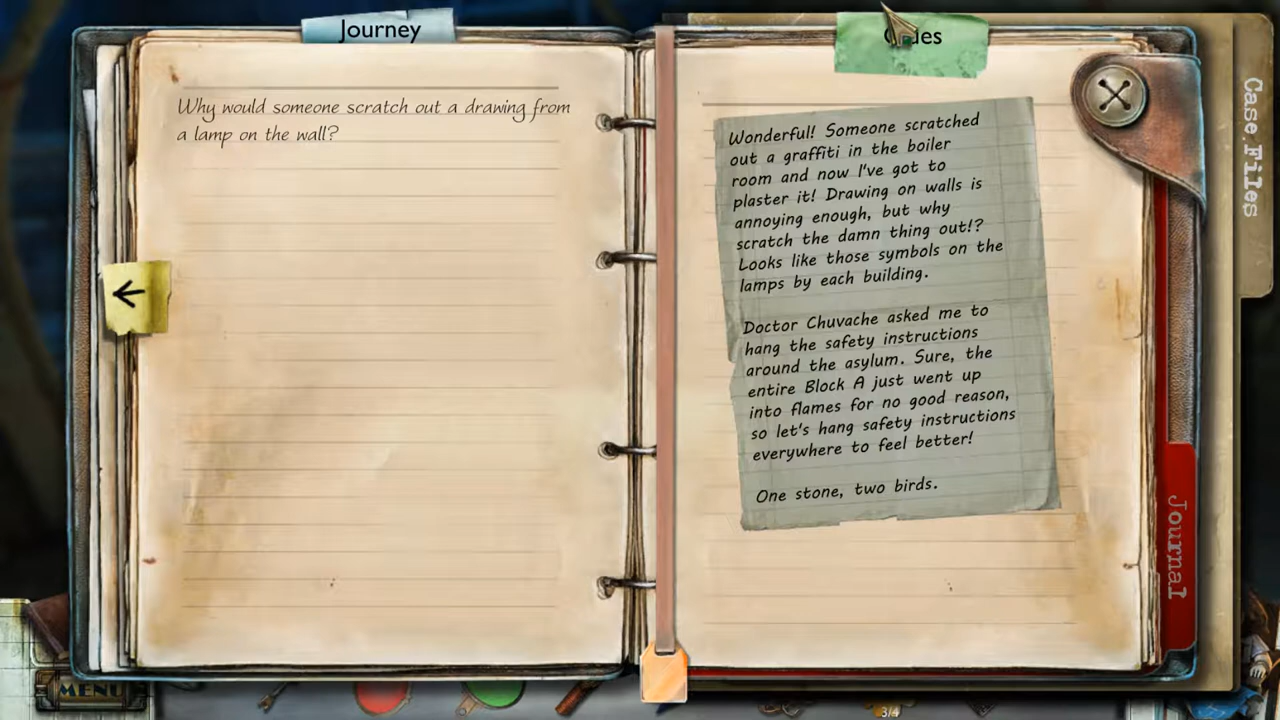 Journey
Why would someone scratch out a drawing from
a lamp on the wall?
Wonderful! Someone scratched
out a graffiti in the boiler
room and now I've got to
plaster it! Drawing on walls is
annoying enough, but why
scratch the damn thing out!?
Looks like those symbols on the
lamps by each building.
Doctor Chuvache asked me to
hang the safety instructions
around the asylum. Sure, the
entire Block A just went up
into flames for no good reason,
so let's hang safety instructions
everywhere to feel better!
One stone, two birds.
Case Files
Journal
MENU
3/4